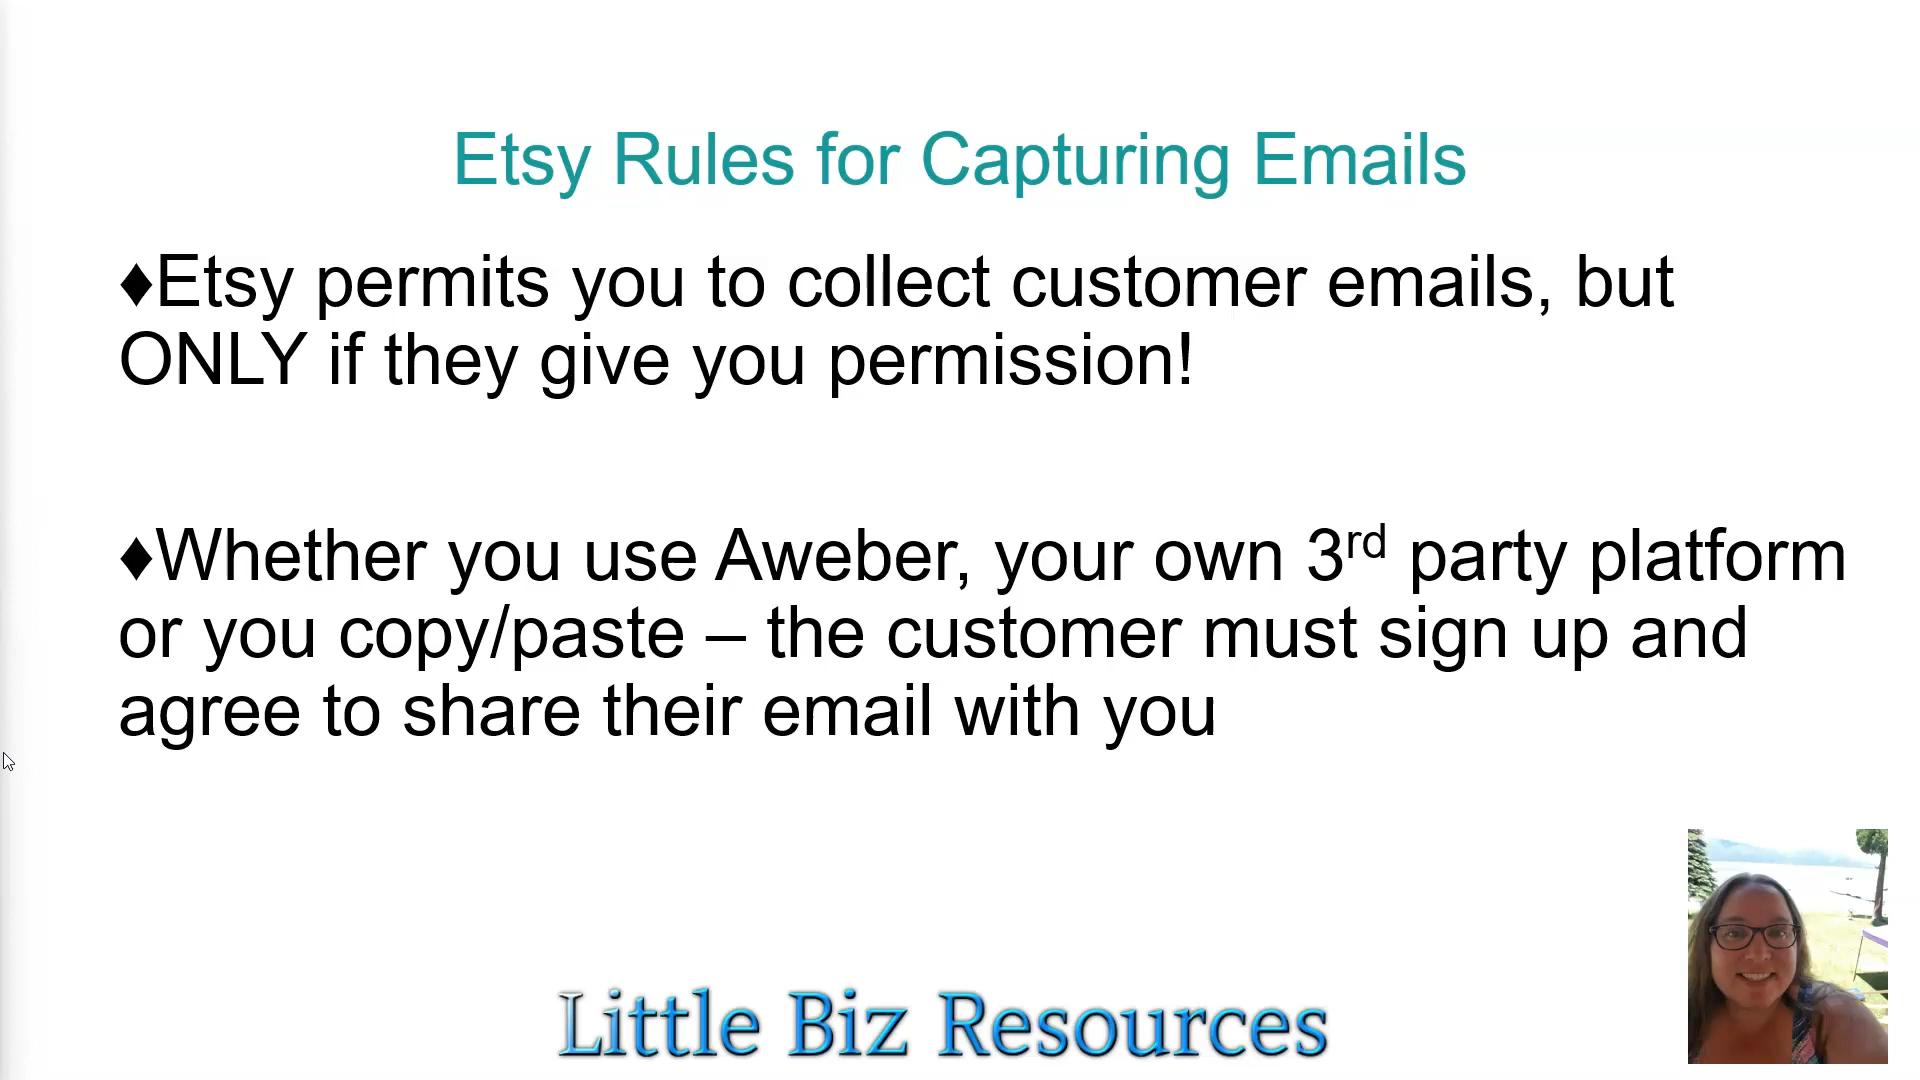 Etsy Rules for Capturing Emails
♦Etsy permits you to collect customer emails, but
ONLY if they give you permission!
♦Whether you use Aweber, your own 3rd party platform
or you copy/paste – the customer must sign up and
agree to share their email with you
Little Biz Resources